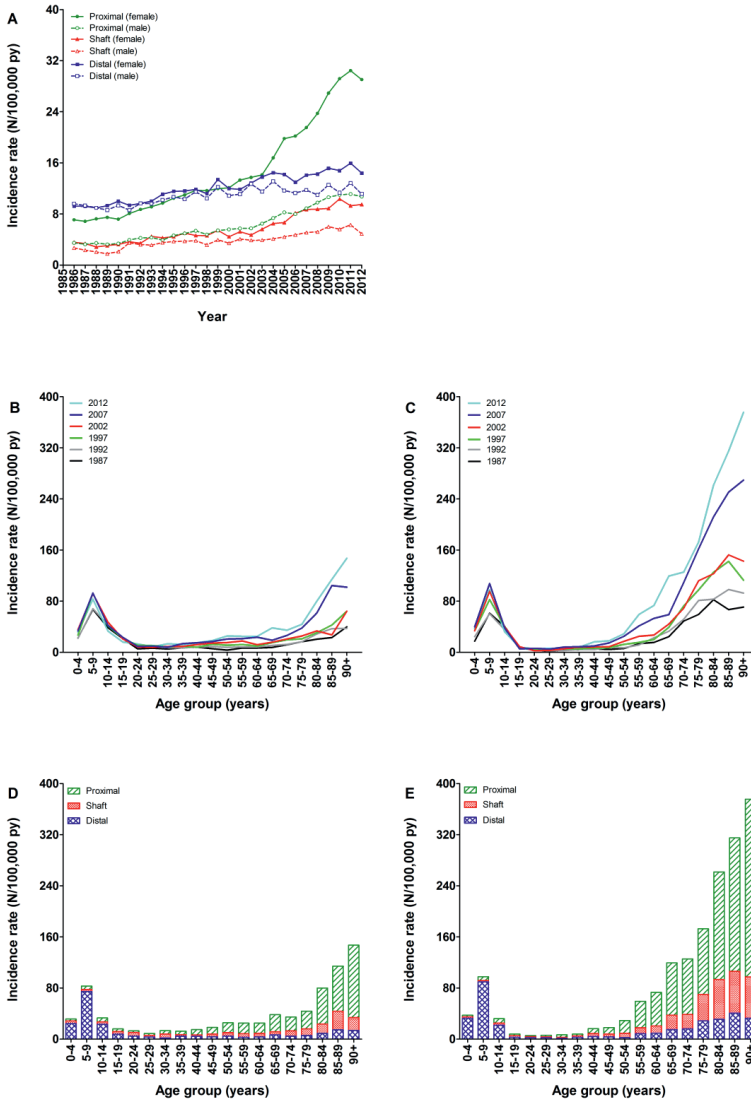 A
Proximal (female)
Proximal (male)
Shaft (female)
Shaft (male)
Distal (female)
Distal (male)
Incidence rate (N/100,000 py)
40
32
24
16
8
0
1985 1986 1987 1988 1989 1990 1991 1992 1993 1994 1995 1996 1997 1998 1999 2000 2001 2002 2003 2004 2005 2006 2007 2008 2009 2010 2011 2012
Year
B
2012
2007
2002
1997
1992
1987
Incidence rate (N/100,000 py)
400
320
240
160
80
0
0-4 5-9 10-14 15-19 20-24 25-29 30-34 35-39 40-44 45-49 50-54 55-59 60-64 65-69 70-74 75-79 80-84 85-89 90+
Age group (years)
C
2012
2007
2002
1997
1992
1987
Incidence rate (N/100,000 py)
400
320
240
160
80
0
0-4 5-9 10-14 15-19 20-24 25-29 30-34 35-39 40-44 45-49 50-54 55-59 60-64 65-69 70-74 75-79 80-84 85-89 90+
Age group (years)
D
Proximal
Shaft
Distal
Incidence rate (N/100,000 py)
400
320
240
160
80
0
0-4 5-9 10-14 15-19 20-24 25-29 30-34 35-39 40-44 45-49 50-54 55-59 60-64 65-69 70-74 75-79 80-84 85-89 90+
Age group (years)
E
Proximal
Shaft
Distal
Incidence rate (N/100,000 py)
400
320
240
160
80
0
0-4 5-9 10-14 15-19 20-24 25-29 30-34 35-39 40-44 45-49 50-54 55-59 60-64 65-69 70-74 75-79 80-84 85-89 90+
Age group (years)